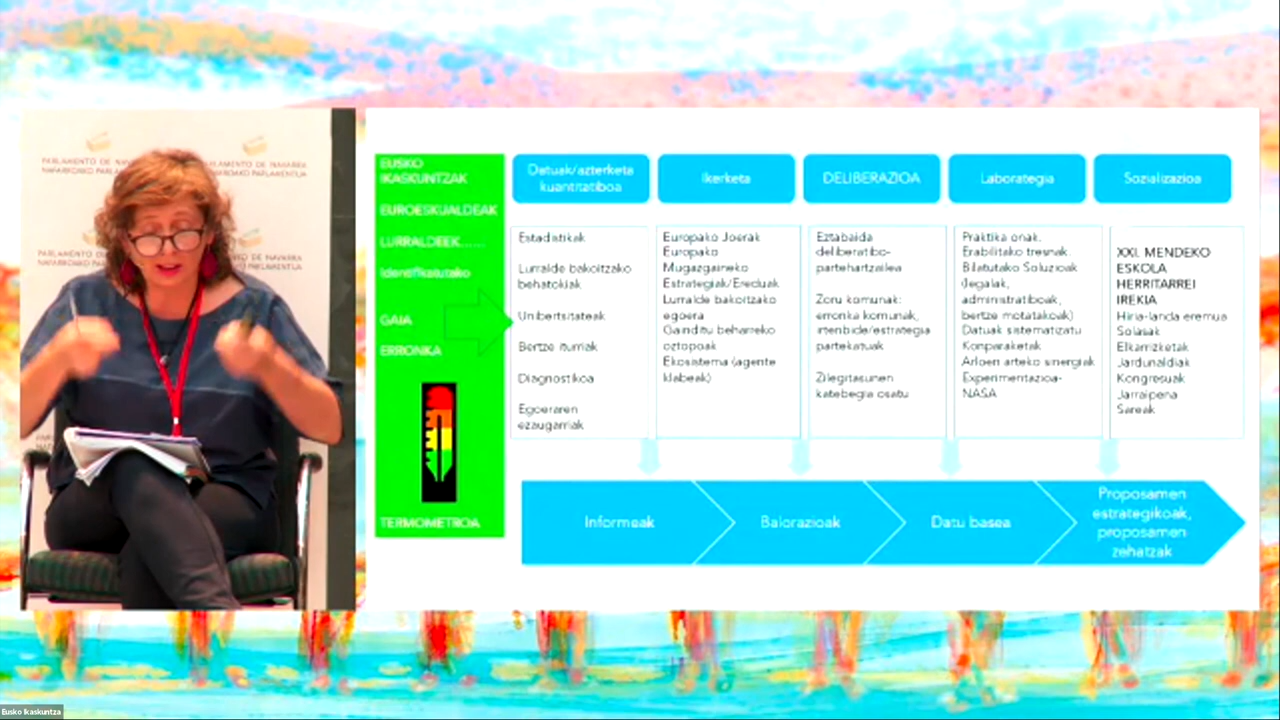 PARLAMENTO DE NAVARRA
NAFARROAKO PARLAMENTUA
EUSKO
IKASKUNTZAK
EUROESKUALDEAK
LURRALDEEK......
Identifikatutako
GAIA
ERRONKA
TERMOMETROA
Datuak/azterketa
kuantitatiboa
Ikerketa
DELIBERAZIOA
Laborategia
Sozializazioa
Estadistikak
Lurralde bakoitzako
behatokiak
Unibertsitateak
Bertze iturriak
Diagnostikoa
Egoeraren
ezaugarriak
Europako Joerak
Europako
Mugazgaineko
Estrategiak/Ereduak
Lurralde bakoitzako
egoera
Gainditu beharreko
oztopoak
Ekosistema (agente
klabeak)
Eztabaida
deliberatibo-
partehartzailea
Zoru komunak:
erronka komunak,
irtenbide/estrategia
partekatuak
Zilegitasunen
katebegia osatu
Praktika onak.
Erabilitako tresnak.
Bilatutako Soluzioak
(legalak,
administratiboak,
bertze motatakoak)
Datuak sistematizatu
Konparaketak
Arloen arteko sinergiak
Experimentazioa-
NASA
XXI. MENDEKO
ESKOLA
HERRITARREI
IREKIA
Hiria-landa eremua
Solasak
Elkarrizketak
Jardunaldiak
Kongresuak
Jarraipena
Sareak
Informeak
Balorazioak
Datu basea
Proposamen
estrategikoak,
proposamen
zehatzak
Eusko Ikaskuntza